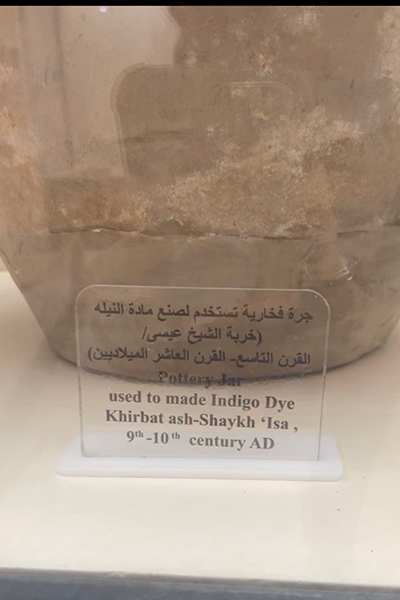 جرة فخارية تستخدم لصنع مادة النيله
(خربة الشيخ عيسى/
القرن التاسع- القرن العاشر الميلاديين)
Pottery Jar
used to made Indigo Dye
Khirbat ash-Shaykh ‘Isa ,
9th -10th century AD